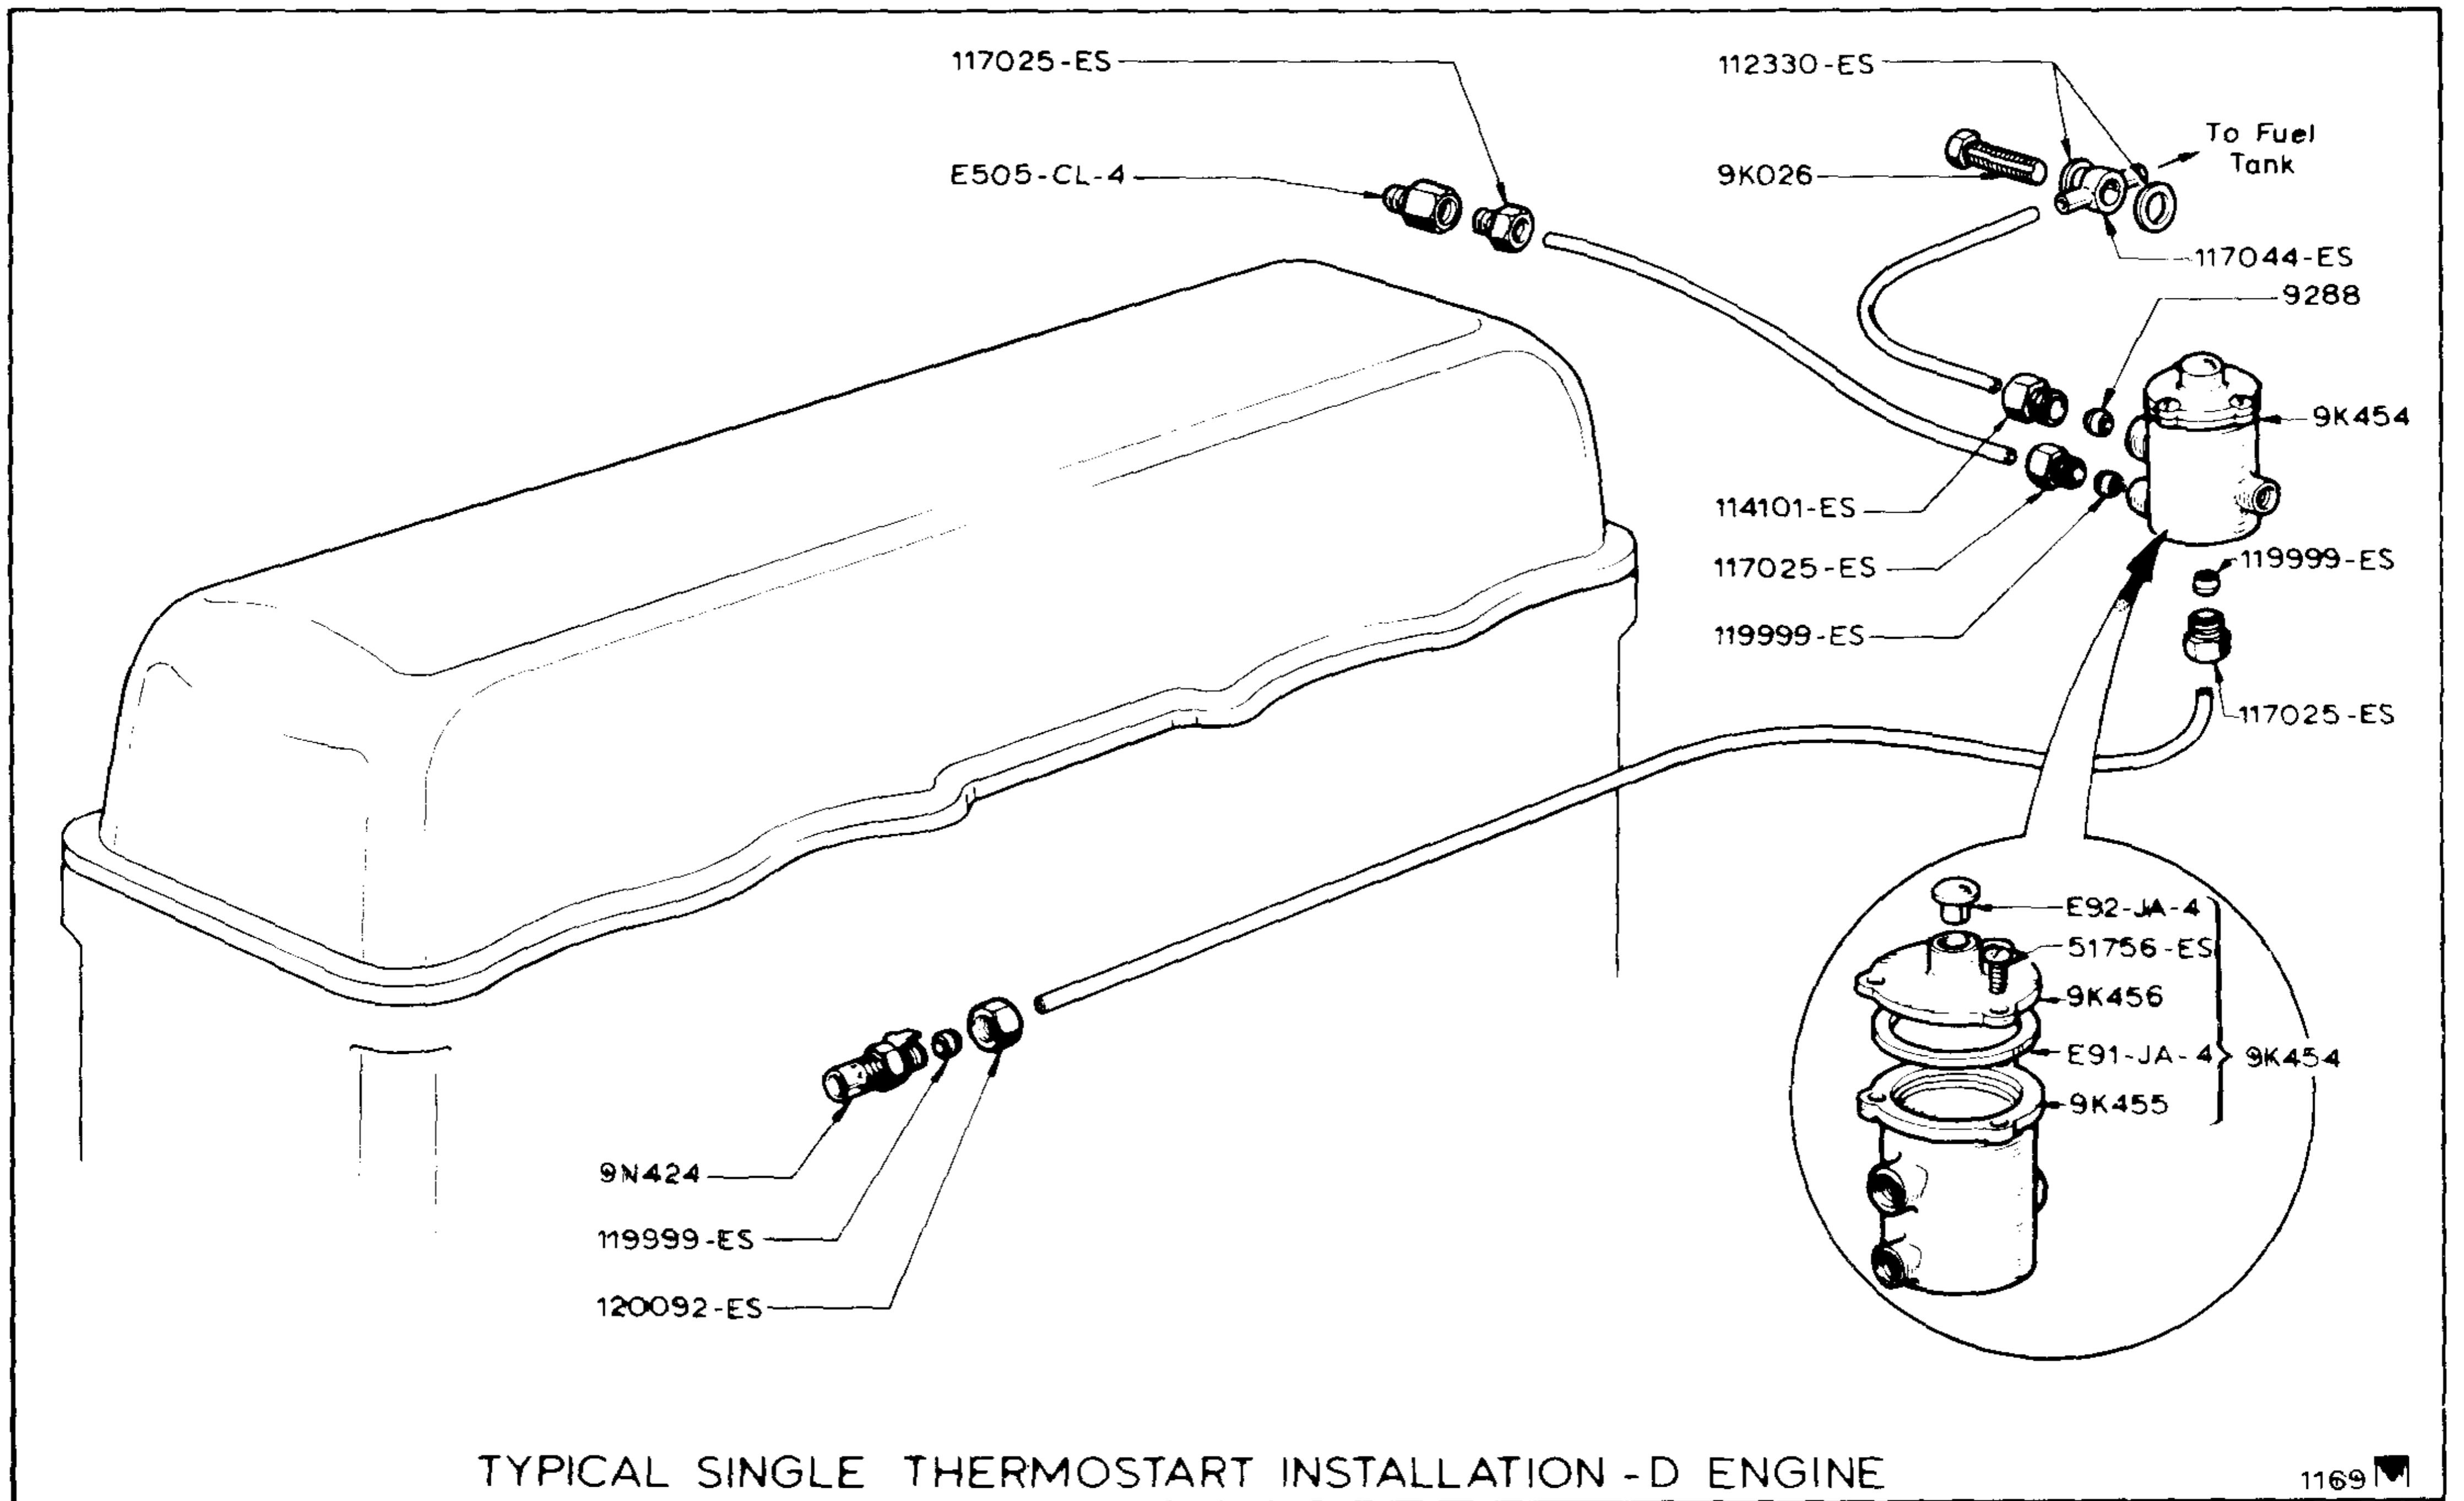 117025-ES
112330-ES
To Fuel
Tank
E505-CL-4
9K026
117044-ES
9288
9K454
114101-ES
117025-ES
119999-ES
119999-ES
117025-ES
E92-JA-4
51756-ES
9K456
E91-JA-4
9K454
9K455
9N424
119999-ES
120092-ES
TYPICAL SINGLE THERMOSTART INSTALLATION - D ENGINE
1169